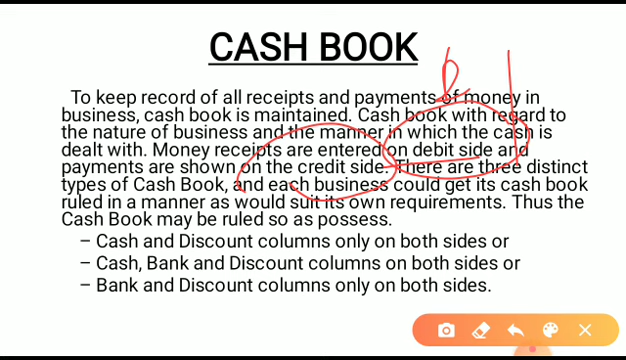 CASH BOOK
To keep record of all receipts and payments of money in
business, cash book is maintained. Cash book with regard to
the nature of business and the manner in which the cash is
dealt with. Money receipts are entered on debit side and
payments are shown on the credit side. There are three distinct
types of Cash Book, and each business could get its cash book
ruled in a manner as would suit its own requirements. Thus the
Cash Book may be ruled so as possess.
– Cash and Discount columns only on both sides or
– Cash, Bank and Discount columns on both sides or
– Bank and Discount columns only on both sides.